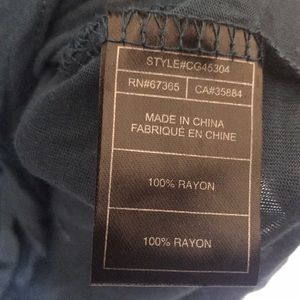 STYLE#CG45304
RN#67365 CA#35884
MADE IN CHINA
FABRIQUÉ EN CHINE
100% RAYON
100% RAYON